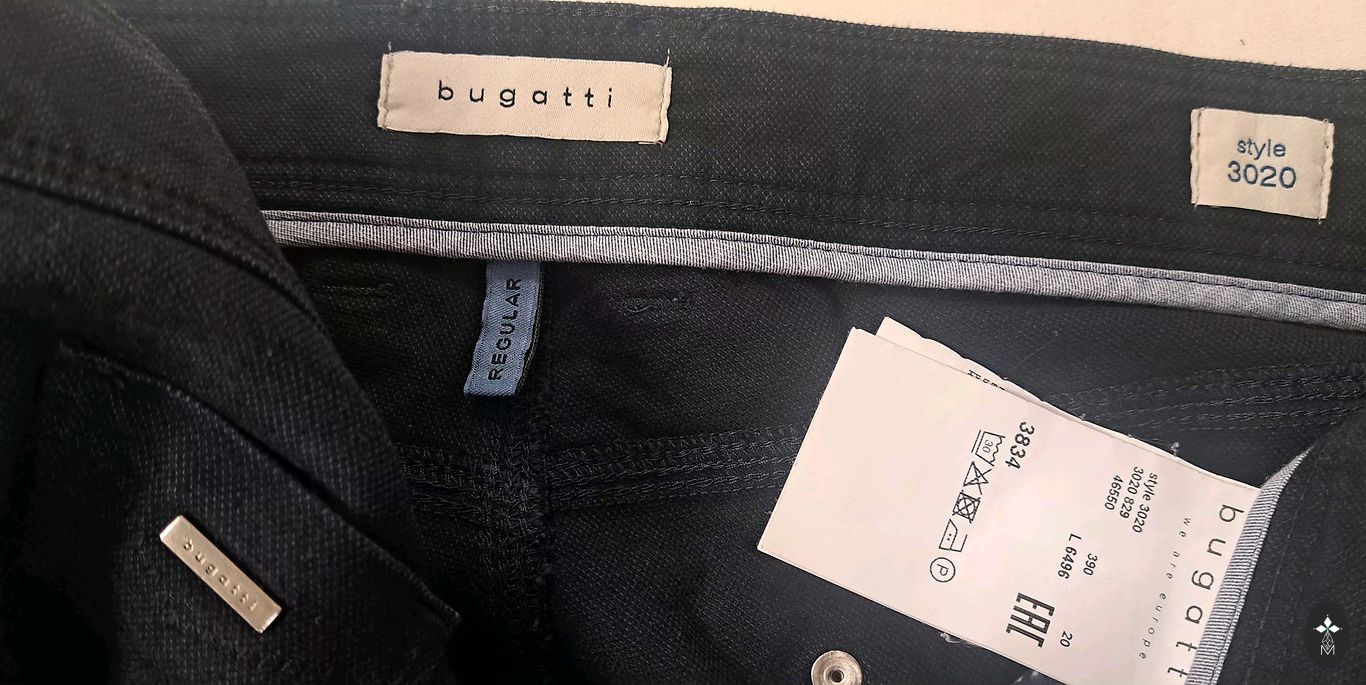 bugatti
style
3020
REGULAR
bugatti
bugatti
we are europe
style 3020
3020 829
46550
390
L 6496
20
3834
30
P
EAC
M